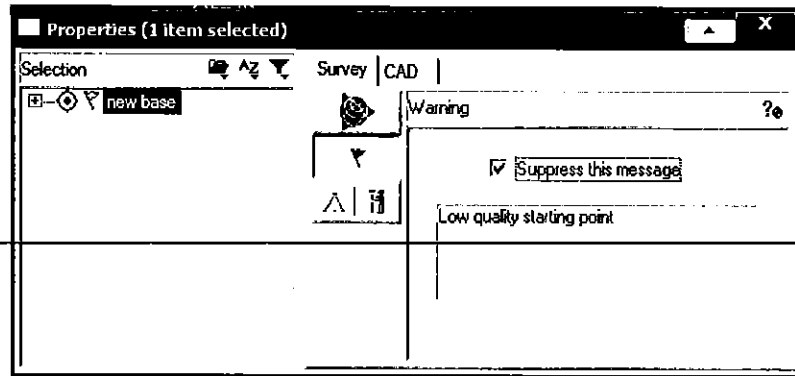 Properties (1 item selected)
Selection
Survey
CAD
new base
Warning
Suppress this message
Low quality starting point